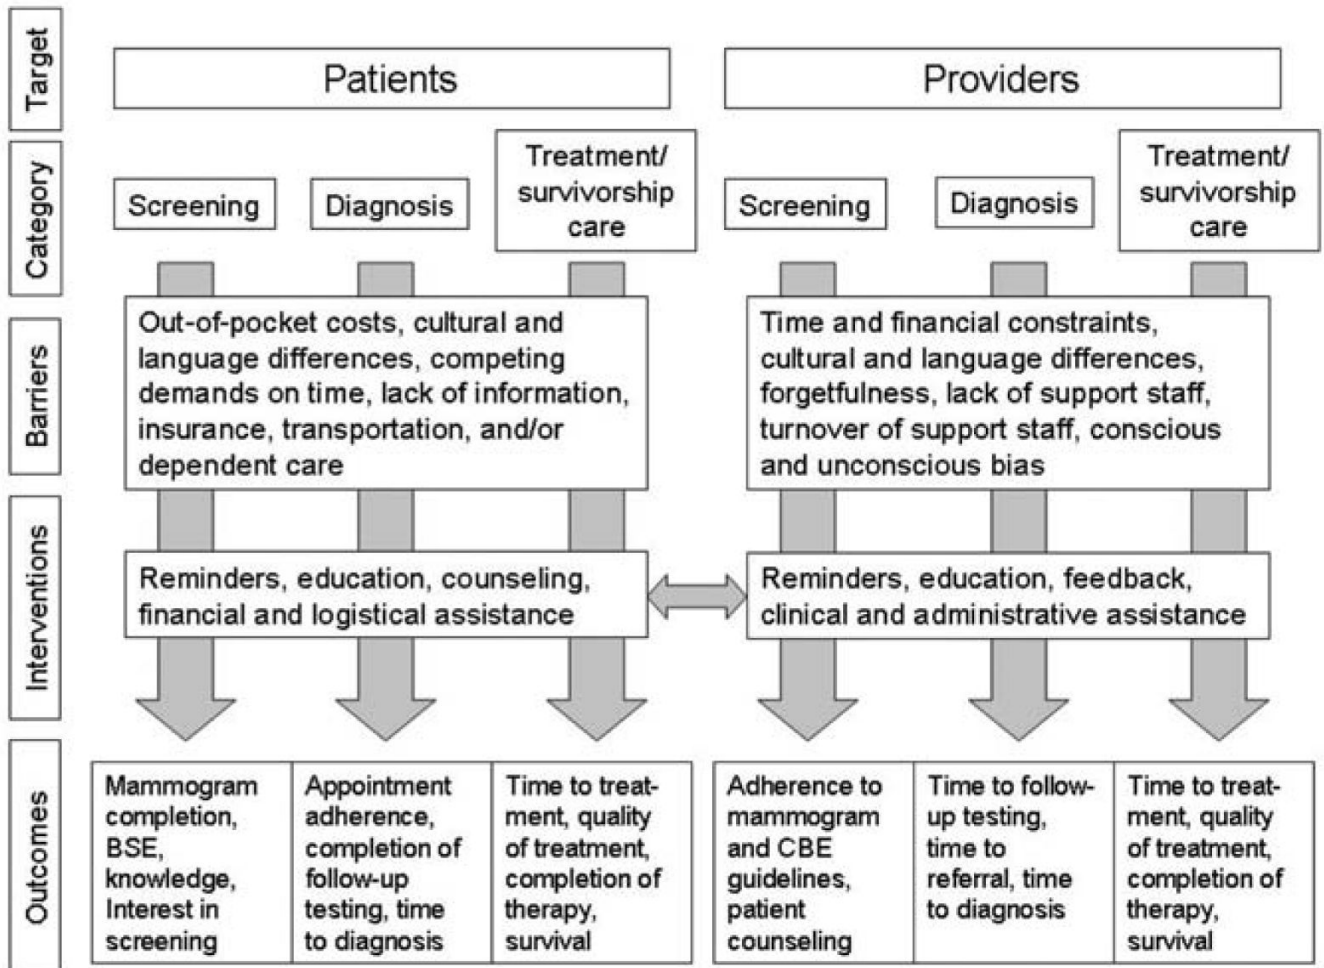 Target
Patients
Providers
Category
Screening
Diagnosis
Treatment/
survivorship
care
Screening
Diagnosis
Treatment/
survivorship
care
Barriers
Out-of-pocket costs, cultural and
language differences, competing
demands on time, lack of information,
insurance, transportation, and/or
dependent care
Time and financial constraints,
cultural and language differences,
forgetfulness, lack of support staff,
turnover of support staff, conscious
and unconscious bias
Interventions
Reminders, education, counseling,
financial and logistical assistance
Reminders, education, feedback,
clinical and administrative assistance
Outcomes
Mammogram
completion,
BSE,
knowledge,
Interest in
screening
Appointment
adherence,
completion of
follow-up
testing, time
to diagnosis
Time to treat-
ment, quality
of treatment,
completion of
therapy,
survival
Adherence to
mammogram
and CBE
guidelines,
patient
counseling
Time to follow-
up testing,
time to
referral, time
to diagnosis
Time to treat-
ment, quality
of treatment,
completion of
therapy,
survival